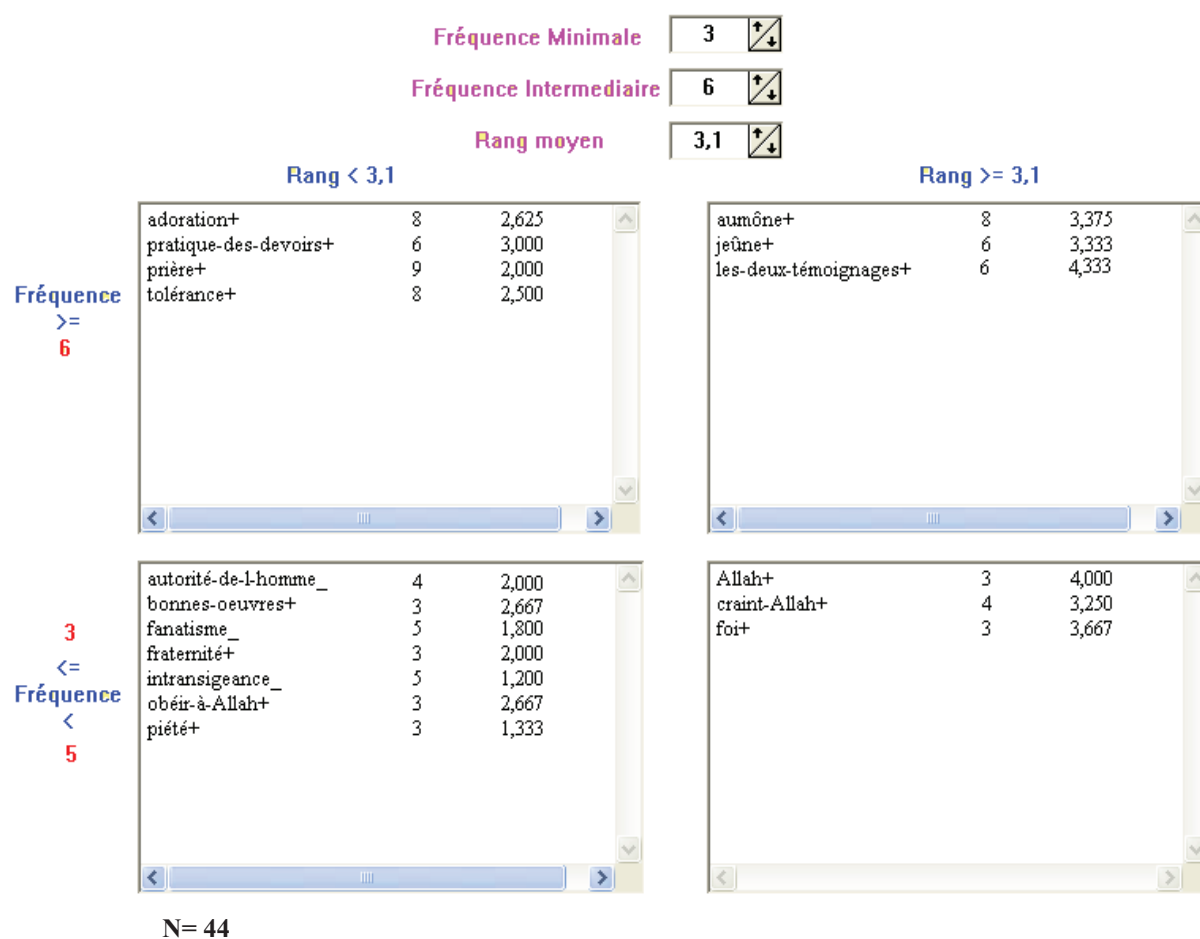 Fréquence Minimale 3
Fréquence Intermediaire 6
Rang moyen 3,1
Rang < 3,1
Rang >= 3,1
Fréquence
>=
6
adoration+ 8 2,625
pratique-des-devoirs+ 6 3,000
prière+ 9 2,000
tolérance+ 8 2,500
aumône+ 8 3,375
jeûne+ 6 3,333
les-deux-témoignages+ 6 4,333
3
<=
Fréquence
<
5
autorité-de-l-homme_ 4 2,000
bonnes-oeuvres+ 3 2,667
fanatisme_ 5 1,800
fraternité+ 3 2,000
intransigeance_ 5 1,200
obéir-à-Allah+ 3 2,667
piété+ 3 1,333
Allah+ 3 4,000
craint-Allah+ 4 3,250
foi+ 3 3,667
N= 44